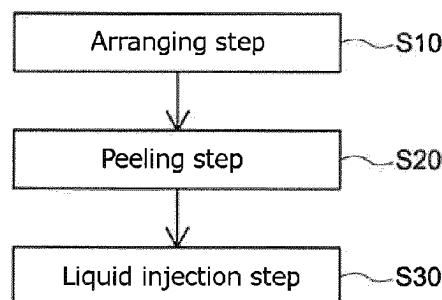 Arranging step S10
Peeling step S20
Liquid injection step S30